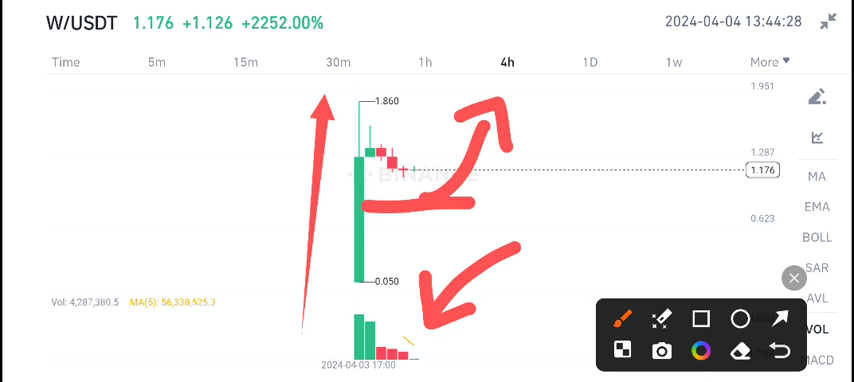 W/USDT 1.176 +1.126 +2252.00% 2024-04-04 13:44:28
Time 5m 15m 30m 1h 4h 1D 1w More
1.951
1.860
1.287
BINANCE
1.176
MA
EMA
0.623
BOLL
SAR
0.050
AVL
Vol: 4,287,380.5 MA(5): 56,338,525.3
VOL
MACD
2024-04-03 17:00